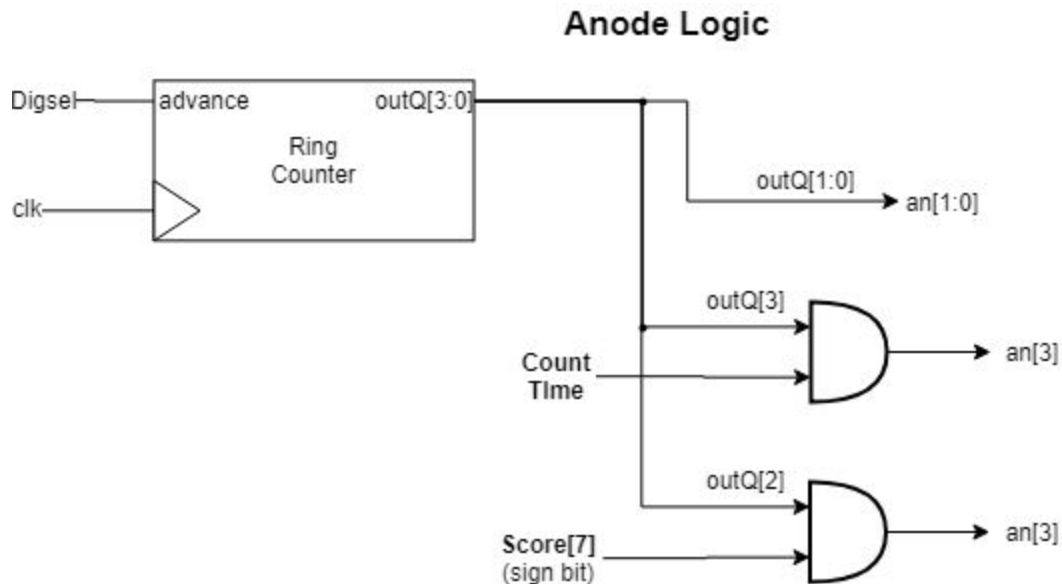 Anode Logic
Digsel
advance
outQ[3:0]
Ring
Counter
clk
outQ[1:0]
an[1:0]
outQ[3]
Count
TIme
an[3]
outQ[2]
Score[7]
(sign bit)
an[3]